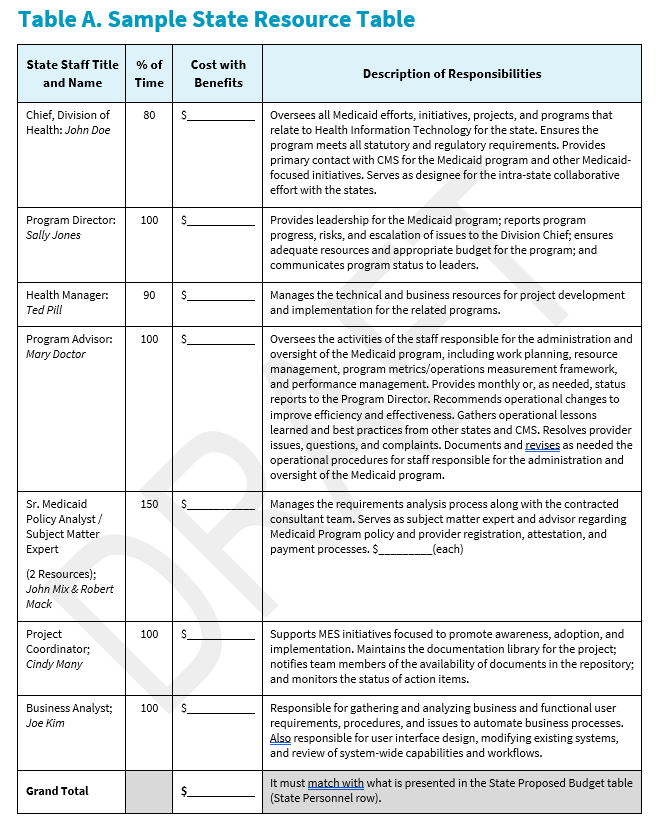 Table A. Sample State Resource Table
State Staff Title
and Name
% of
Time
Cost with
Benefits
Description of Responsibilities
Chief, Division of
Health: John Doe
80
$___________
Oversees all Medicaid efforts, initiatives, projects, and programs that
relate to Health Information Technology for the state. Ensures the
program meets all statutory and regulatory requirements. Provides
primary contact with CMS for the Medicaid program and other Medicaid-
focused initiatives. Serves as designee for the intra-state collaborative
effort with the states.
Program Director:
Sally Jones
100
$___________
Provides leadership for the Medicaid program; reports program
progress, risks, and escalation of issues to the Division Chief; ensures
adequate resources and appropriate budget for the program; and
communicates program status to leaders.
Health Manager:
Ted Pill
90
$___________
Manages the technical and business resources for project development
and implementation for the related programs.
Program Advisor:
Mary Doctor
100
$___________
Oversees the activities of the staff responsible for the administration and
oversight of the Medicaid program, including work planning, resource
management, program metrics/operations measurement framework,
and performance management. Provides monthly or, as needed, status
reports to the Program Director. Recommends operational changes to
improve efficiency and effectiveness. Gathers operational lessons
learned and best practices from other states and CMS. Resolves provider
issues, questions, and complaints. Documents and revises as needed the
operational procedures for staff responsible for the administration and
oversight of the Medicaid program.
Sr. Medicaid
Policy Analyst /
Subject Matter
Expert
(2 Resources);
John Mix & Robert
Mack
150
$___________
Manages the requirements analysis process along with the contracted
consultant team. Serves as subject matter expert and advisor regarding
Medicaid Program policy and provider registration, attestation, and
payment processes. $_________(each)
Project
Coordinator;
Cindy Many
100
$___________
Supports MES initiatives focused to promote awareness, adoption, and
implementation. Maintains the documentation library for the project;
notifies team members of the availability of documents in the repository;
and monitors the status of action items.
Business Analyst;
Joe Kim
100
$___________
Responsible for gathering and analyzing business and functional user
requirements, procedures, and issues to automate business processes.
Also responsible for user interface design, modifying existing systems,
and review of system-wide capabilities and workflows.
Grand Total
$___________
It must match with what is presented in the State Proposed Budget table
(State Personnel row).
DRAFT